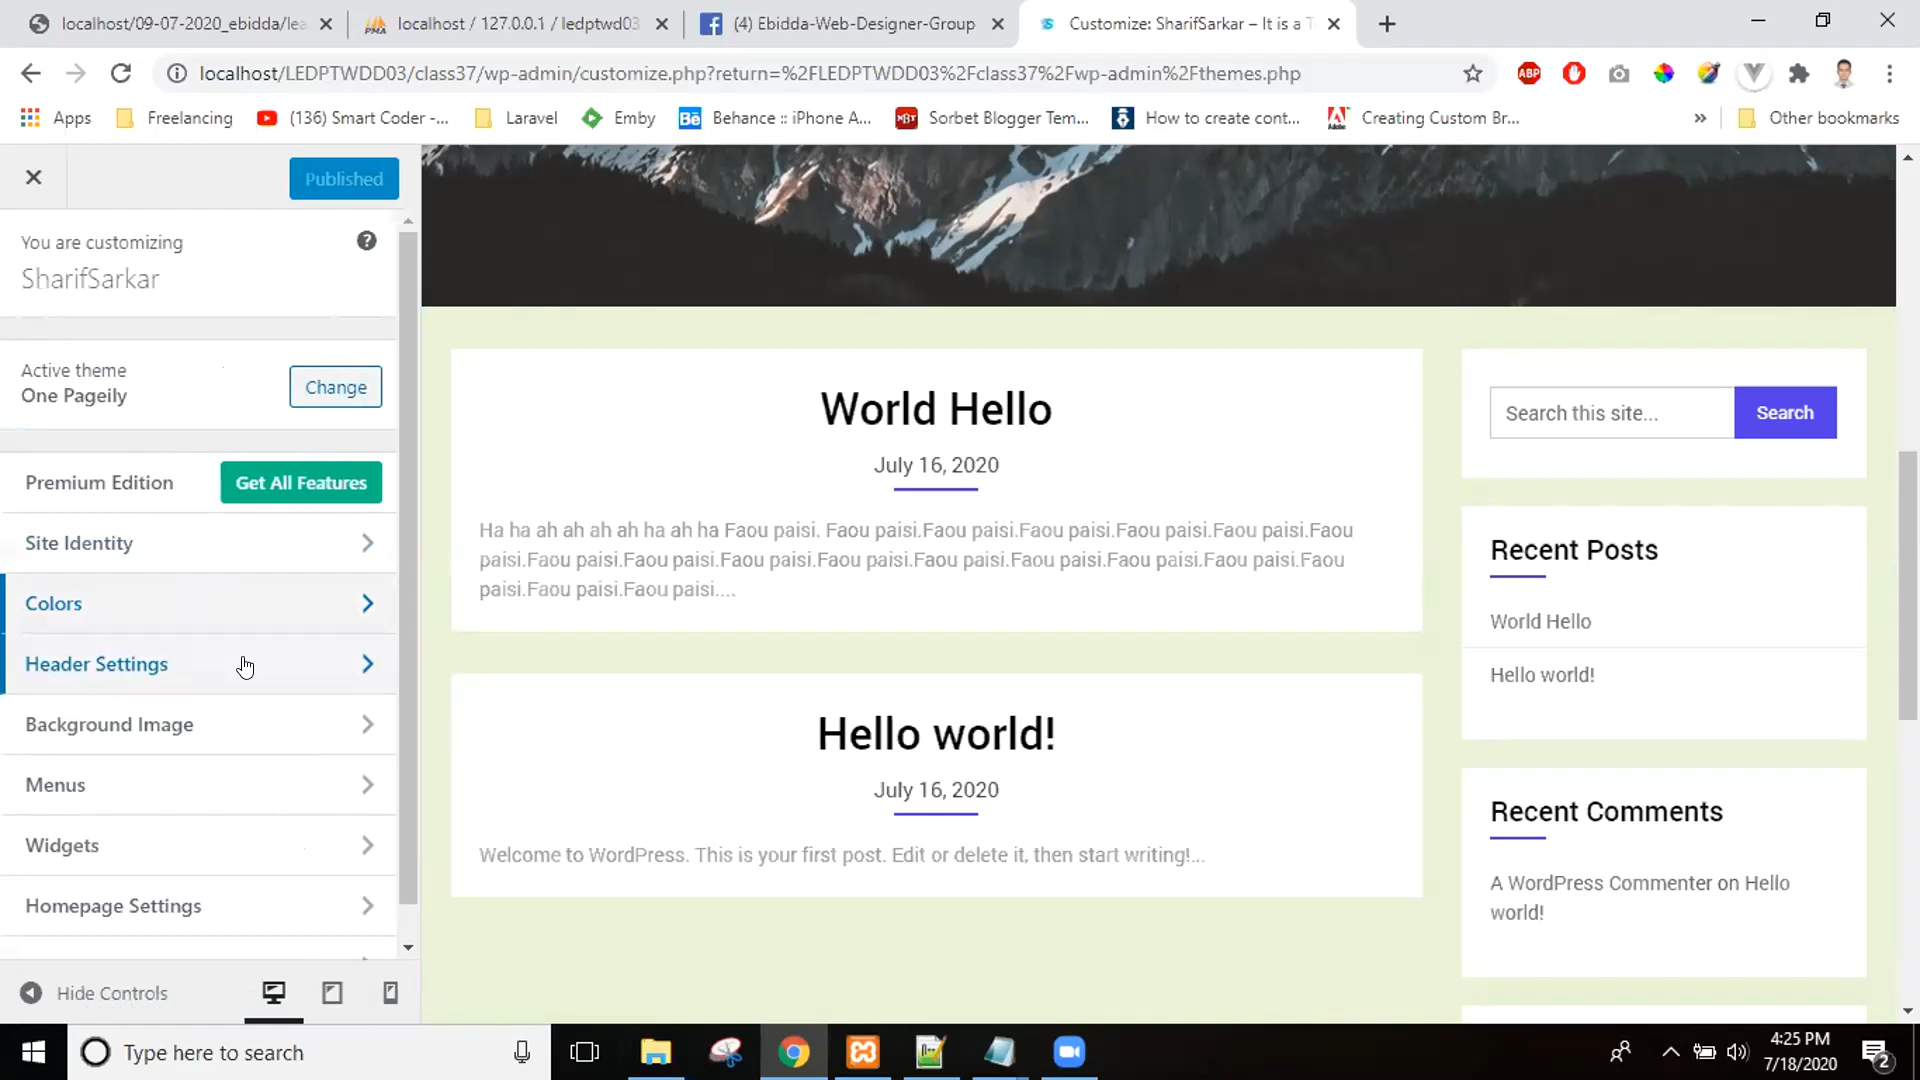 localhost/09-07-2020_ebidda/lea
localhost / 127.0.0.1 / ledptwd03
(4) Ebidda-Web-Designer-Group
Customize: SharifSarkar – It is a T
localhost/LEDPTWDD03/class37/wp-admin/customize.php?return=%2FLEDPTWDD03%2Fclass37%2Fwp-admin%2Fthemes.php
ABP
Apps
Freelancing
(136) Smart Coder -...
Laravel
Emby
Behance :: iPhone A...
Sorbet Blogger Tem...
How to create cont...
Creating Custom Br...
Other bookmarks
Published
You are customizing
SharifSarkar
Active theme
One Pageily
Change
Premium Edition
Get All Features
Site Identity
Colors
Header Settings
Background Image
Menus
Widgets
Homepage Settings
Hide Controls
World Hello
July 16, 2020
Ha ha ah ah ah ah ha ah ha Faou paisi. Faou paisi.Faou paisi.Faou paisi.Faou paisi.Faou paisi.Faou
paisi.Faou paisi.Faou paisi.Faou paisi.Faou paisi.Faou paisi.Faou paisi.Faou paisi.Faou paisi.Faou
paisi.Faou paisi.Faou paisi....
Hello world!
July 16, 2020
Welcome to WordPress. This is your first post. Edit or delete it, then start writing!...
Search this site...
Search
Recent Posts
World Hello
Hello world!
Recent Comments
A WordPress Commenter on Hello
world!
Type here to search
4:25 PM
7/18/2020
2